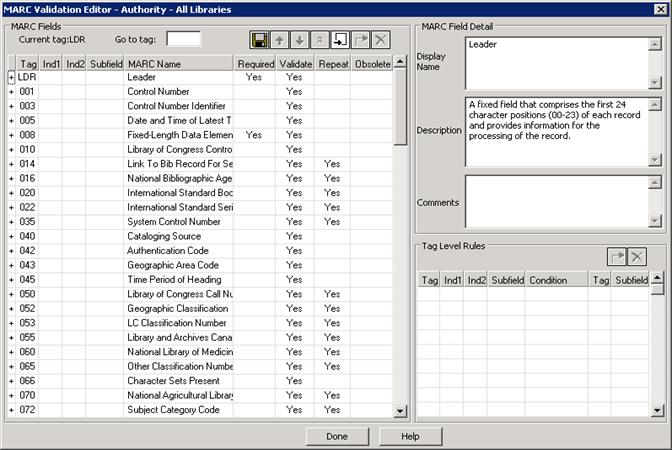 MARC Validation Editor - Authority - All Libraries
MARC Fields
Current tag:LDR Go to tag:
Tag Ind1 Ind2 Subfield MARC Name Required Validate Repeat Obsolete
+ LDR Leader Yes Yes
+ 001 Control Number Yes
+ 003 Control Number Identifier Yes
+ 005 Date and Time of Latest T Yes
+ 008 Fixed-Length Data Elemen Yes Yes
+ 010 Library of Congress Contro Yes
+ 014 Link To Bib Record For Se Yes Yes
+ 016 National Bibliographic Age Yes Yes
+ 020 International Standard Boo Yes Yes
+ 022 International Standard Seri Yes Yes
+ 035 System Control Number Yes Yes
+ 040 Cataloging Source Yes
+ 042 Authentication Code Yes
+ 043 Geographic Area Code Yes
+ 045 Time Period of Heading Yes
+ 050 Library of Congress Call Nu Yes Yes
+ 052 Geographic Classification Yes Yes
+ 053 LC Classification Number Yes Yes
+ 055 Library and Archives Cana Yes Yes
+ 060 National Library of Medicin Yes Yes
+ 065 Other Classification Numbe Yes Yes
+ 066 Character Sets Present Yes
+ 070 National Agricultural Library Yes Yes
+ 072 Subject Category Code Yes Yes
MARC Field Detail
Display
Name
Leader
Description
A fixed field that comprises the first 24
character positions (00-23) of each record
and provides information for the
processing of the record.
Comments
Tag Level Rules
Tag Ind1 Ind2 Subfield Condition Tag Subfield
Done Help